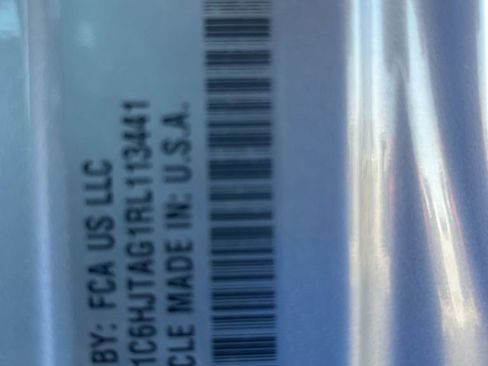 BY: FCA US LLC
1C6HJTAG1RL113441
CLE MADE IN: U.S.A.